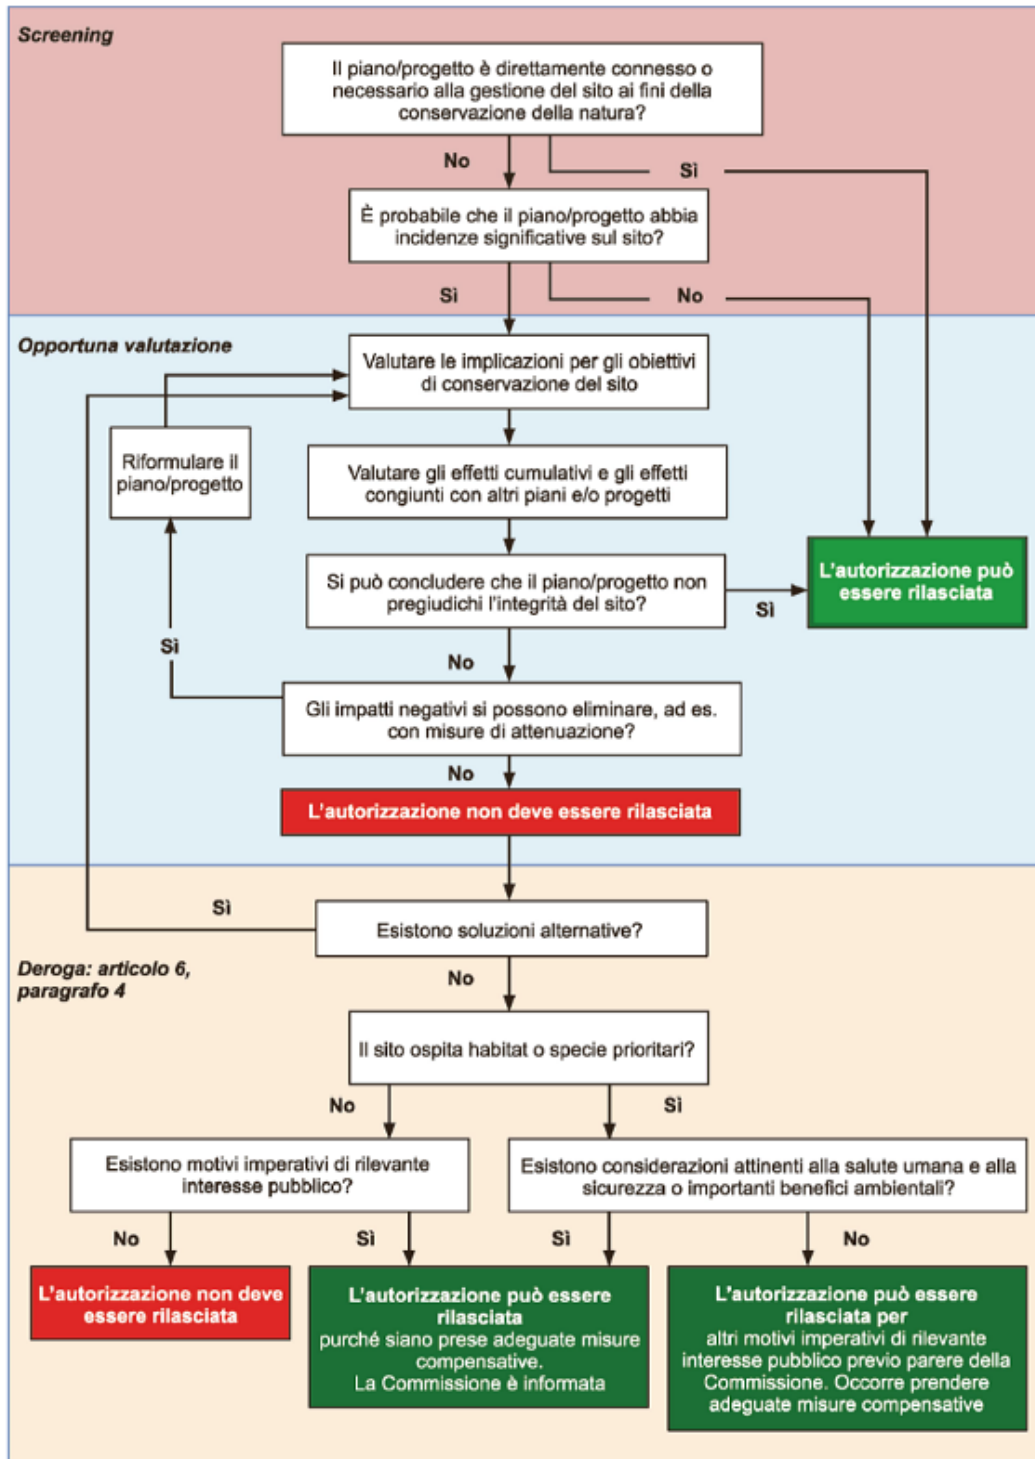 Screening
Il piano/progetto è direttamente connesso o
necessario alla gestione del sito ai fini della
conservazione della natura?
No
Sì
È probabile che il piano/progetto abbia
incidenze significative sul sito?
Sì
No
Opportuna valutazione
Valutare le implicazioni per gli obiettivi
di conservazione del sito
Riformulare il
piano/progetto
Valutare gli effetti cumulativi e gli effetti
congiunti con altri piani e/o progetti
Si può concludere che il piano/progetto non
pregiudichi l'integrità del sito?
Sì
L'autorizzazione può
essere rilasciata
Sì
No
Gli impatti negativi si possono eliminare, ad es.
con misure di attenuazione?
No
L'autorizzazione non deve essere rilasciata
Sì
Esistono soluzioni alternative?
Deroga: articolo 6,
paragrafo 4
No
Il sito ospita habitat o specie prioritari?
No
Sì
Esistono motivi imperativi di rilevante
interesse pubblico?
Esistono considerazioni attinenti alla salute umana e alla
sicurezza o importanti benefici ambientali?
No
Sì
Sì
No
L'autorizzazione non deve
essere rilasciata
L'autorizzazione può essere
rilasciata
purché siano prese adeguate misure
compensative.
La Commissione è informata
L'autorizzazione può essere
rilasciata per
altri motivi imperativi di rilevante
interesse pubblico previo parere della
Commissione. Occorre prendere
adeguate misure compensative